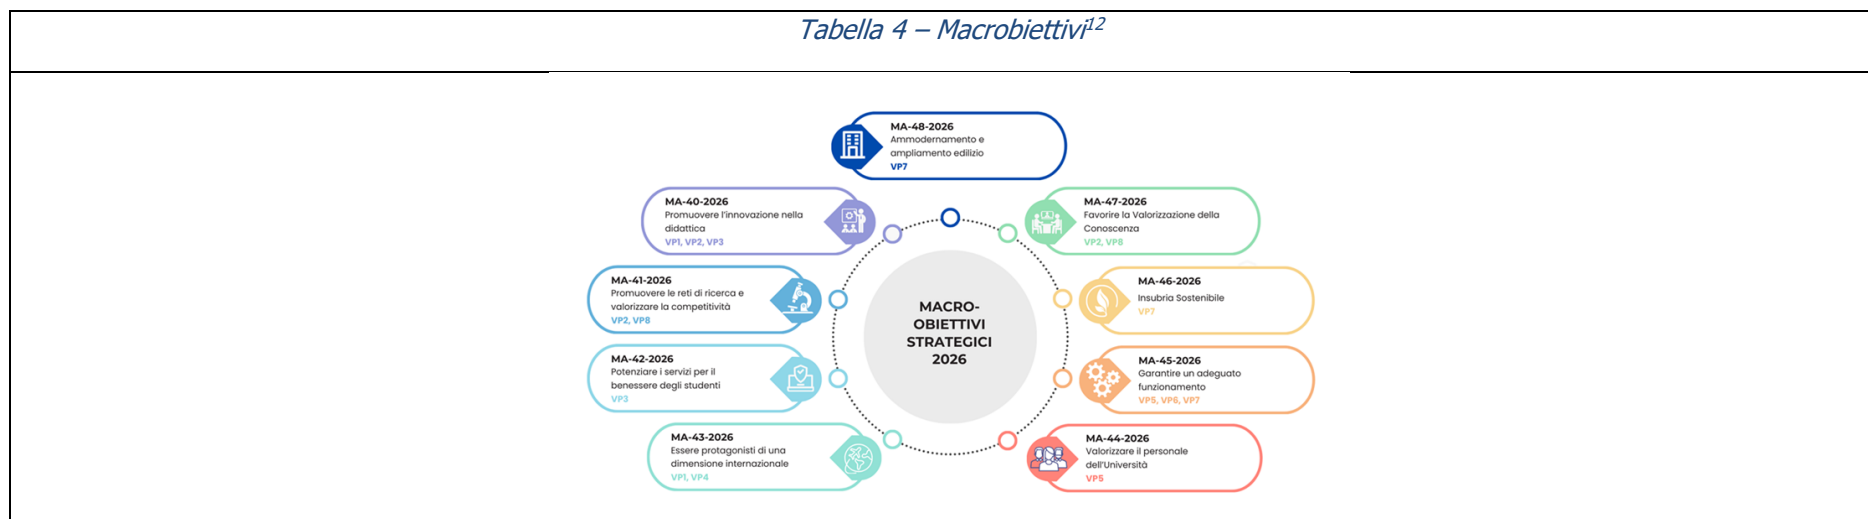 Tabella 4 – Macrobiettivi12
MA-48-2026
Ammodernamento e
ampliamento edilizio
VP7
MA-40-2026
Promuovere l'innovazione nella
didattica
VP1, VP2, VP3
MA-47-2026
Favorire la Valorizzazione della
Conoscenza
VP2, VP8
MA-41-2026
Promuovere le reti di ricerca e
valorizzare la competitività
VP2, VP8
MA-46-2026
Insubria Sostenibile
VP7
MACRO-
OBIETTIVI
STRATEGICI
2026
MA-42-2026
Potenziare i servizi per il
benessere degli studenti
VP3
MA-45-2026
Garantire un adeguato
funzionamento
VP5, VP6, VP7
MA-43-2026
Essere protagonisti di una
dimensione internazionale
VP1, VP4
MA-44-2026
Valorizzare il personale
dell'Università
VP5